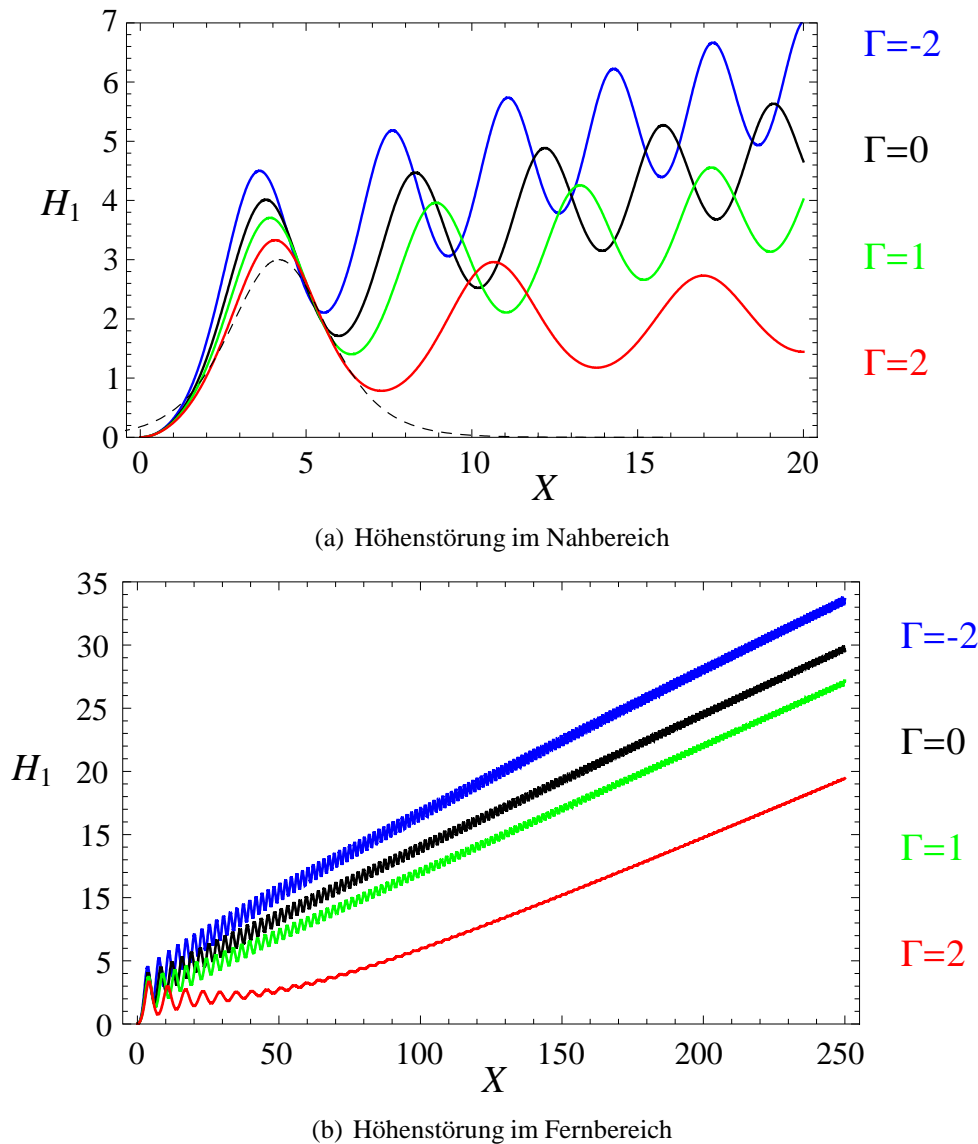 7
6
5
4
3
2
1
0
H1
0
5
10
15
20
X
Γ=-2
Γ=0
Γ=1
Γ=2
(a) Höhenstörung im Nahbereich
35
30
25
20
15
10
5
0
H1
0
50
100
150
200
250
X
Γ=-2
Γ=0
Γ=1
Γ=2
(b) Höhenstörung im Fernbereich